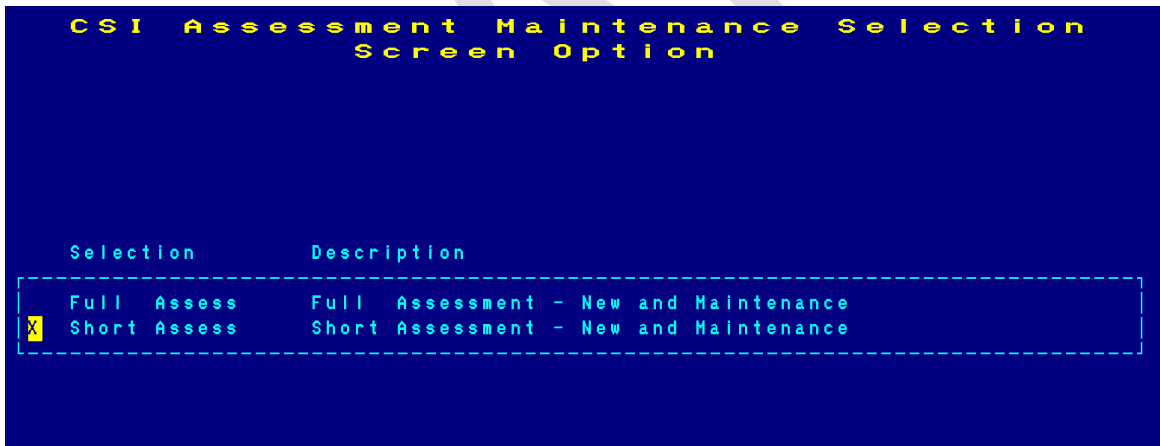 CSI Assessment Maintenance Selection
Screen Option
Selection Description
Full Assess Full Assessment - New and Maintenance
X Short Assess Short Assessment - New and Maintenance